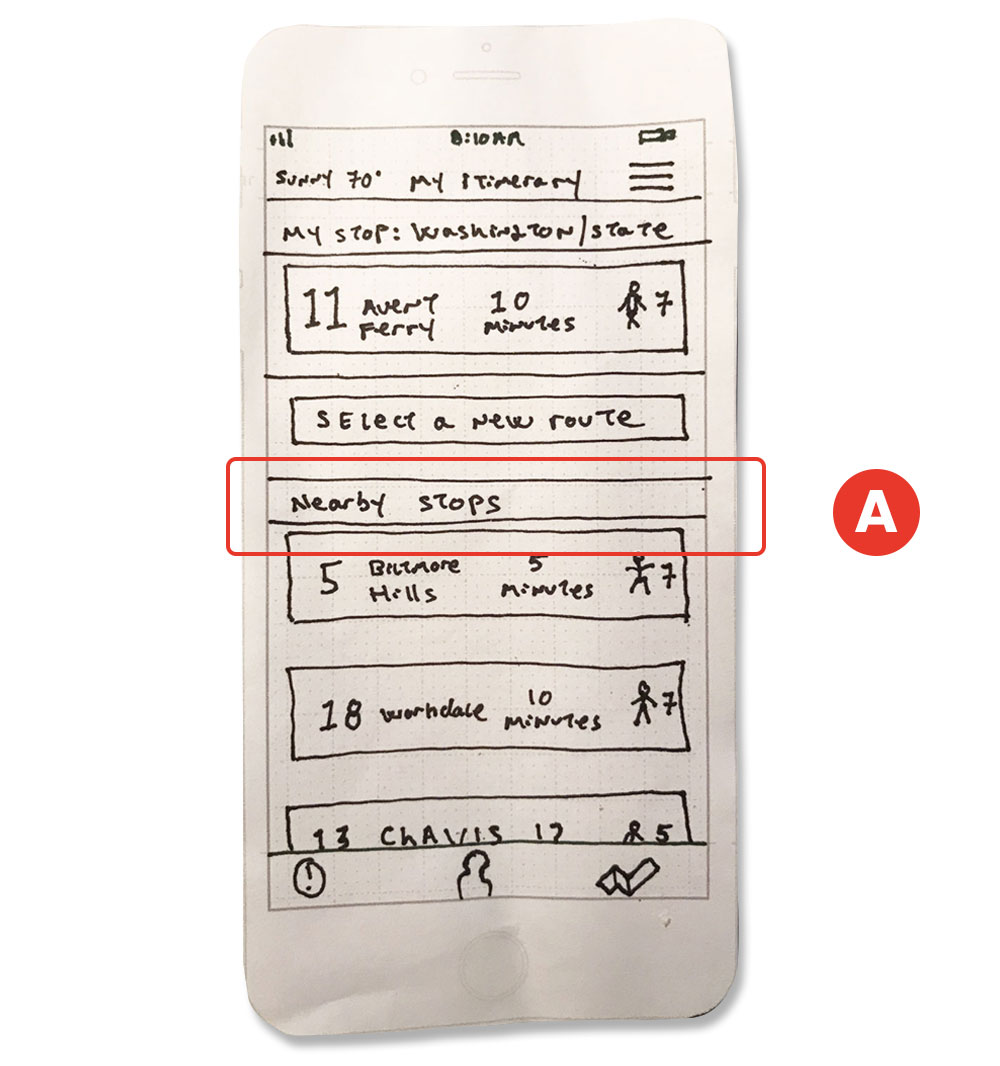 8:10AM
SUNNY 70° My Itinerary
My STOP: Washington/state
11 Avent Ferry 10 Minutes 7
SElect a New route
Nearby STOPS
A
5 Biltmore Hills 5 Minutes 7
18 Worthdale 10 Minutes 7
13 ChAVIS 12 5